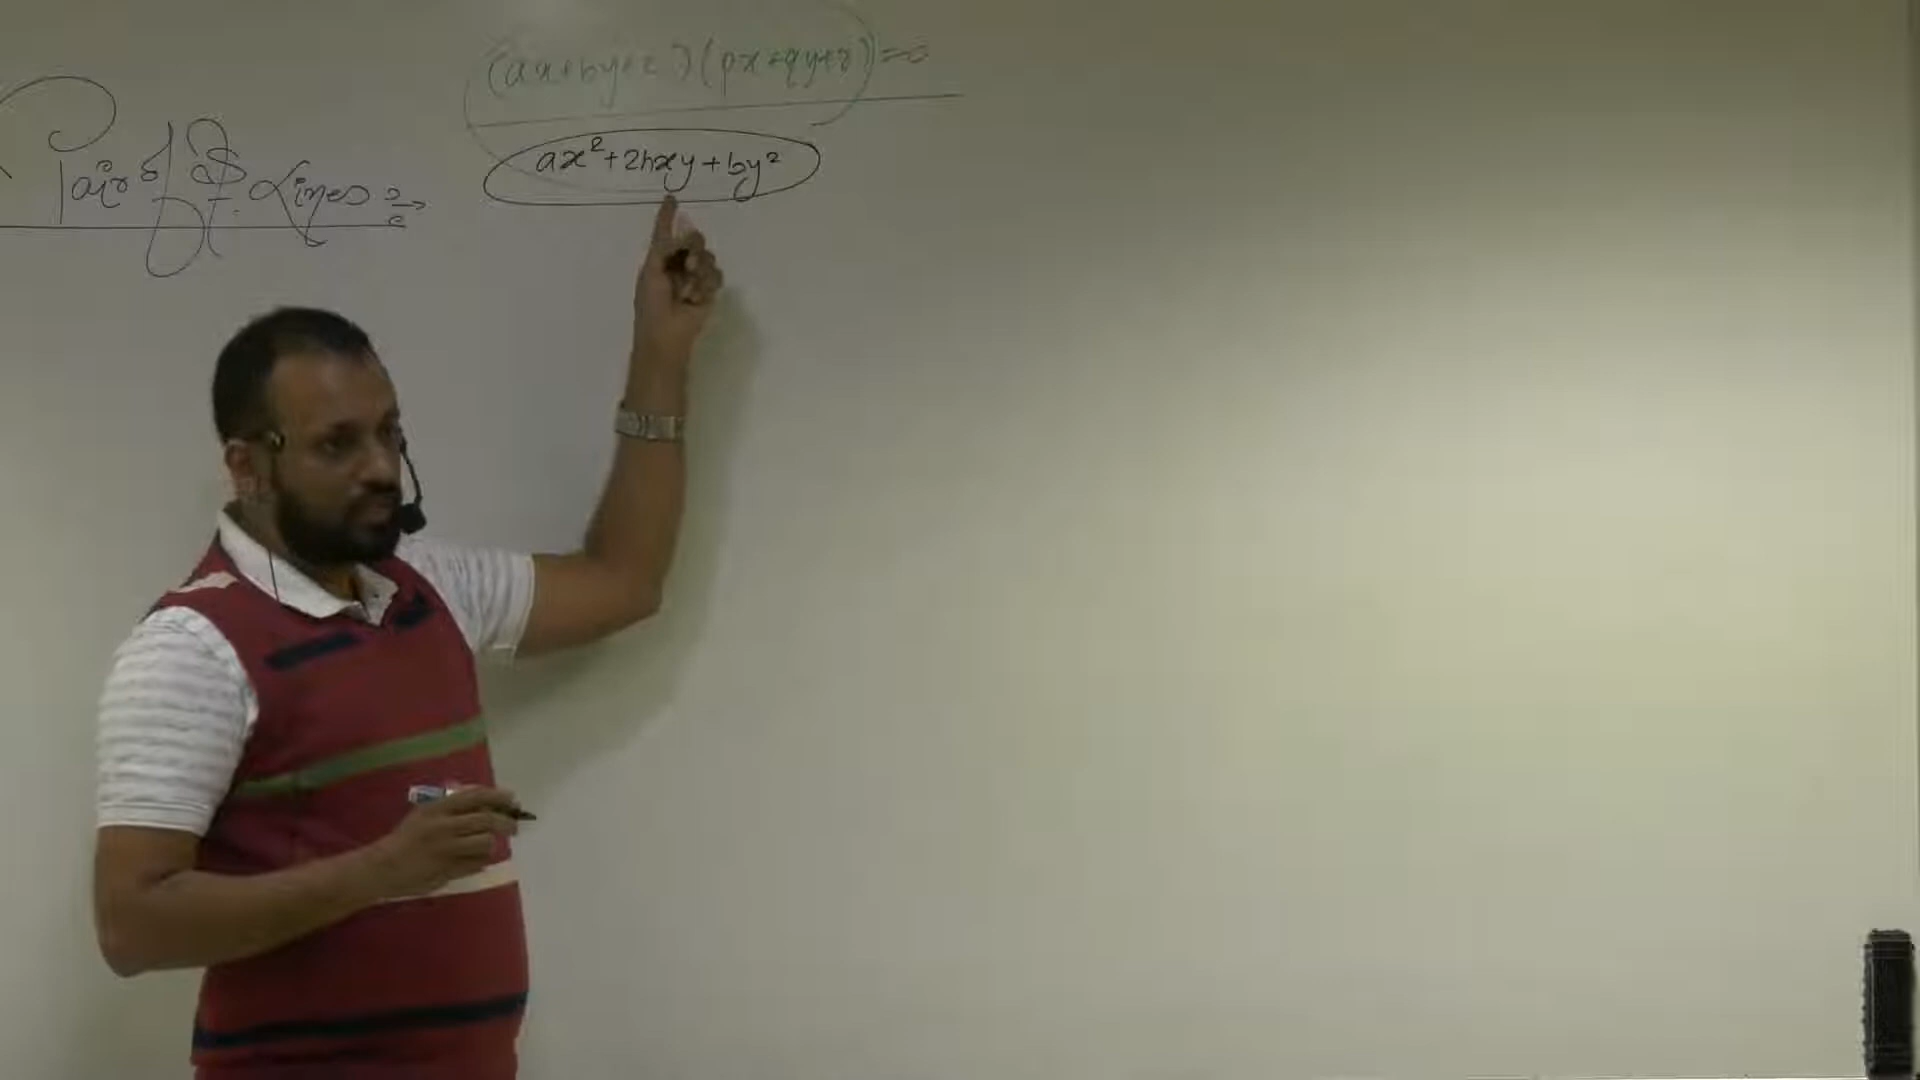 (ax+by+c)(px+qy+r)=0
Pair of St Lines
ax²+2hxy+by²